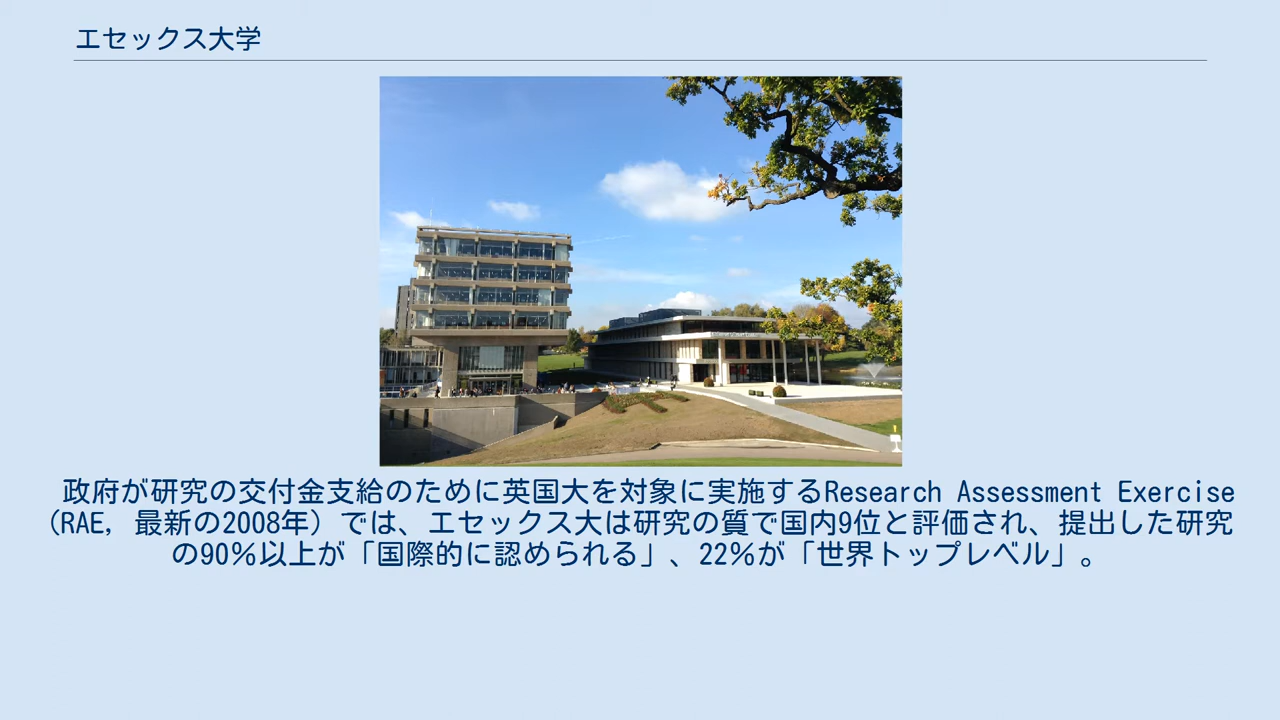 エセックス大学
政府が研究の交付金支給のために英国大を対象に実施するResearch Assessment Exercise
（RAE, 最新の2008年）では、エセックス大は研究の質で国内9位と評価され、提出した研究
の90％以上が「国際的に認められる」、22％が「世界トップレベル」。